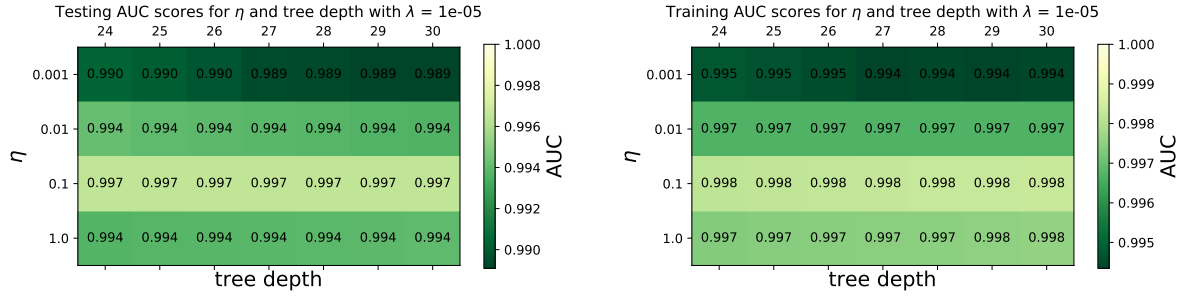 Testing AUC scores for η and tree depth with λ = 1e-05
24 25 26 27 28 29 30
0.001 0.990 0.990 0.990 0.989 0.989 0.989 0.989
0.01 0.994 0.994 0.994 0.994 0.994 0.994 0.994
0.1 0.997 0.997 0.997 0.997 0.997 0.997 0.997
1.0 0.994 0.994 0.994 0.994 0.994 0.994 0.994
η
tree depth
1.000
0.998
0.996
0.994
0.992
0.990
AUC
Training AUC scores for η and tree depth with λ = 1e-05
24 25 26 27 28 29 30
0.001 0.995 0.995 0.995 0.994 0.994 0.994 0.994
0.01 0.997 0.997 0.997 0.997 0.997 0.997 0.997
0.1 0.998 0.998 0.998 0.998 0.998 0.998 0.998
1.0 0.997 0.997 0.997 0.997 0.997 0.998 0.998
η
tree depth
1.000
0.999
0.998
0.997
0.996
0.995
AUC